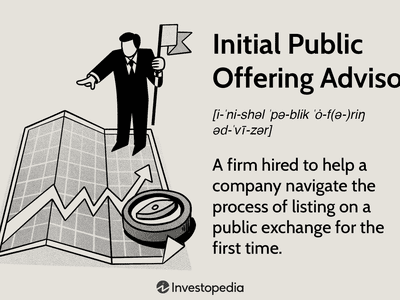 Initial Public
Offering Adviso
[i-ˈni-shəl ˈpə-blik ˈȯ-f(ə-)riŋ
əd-ˈvī-zər]
A firm hired to help a
company navigate the
process of listing on a
public exchange for the
first time.
Investopedia